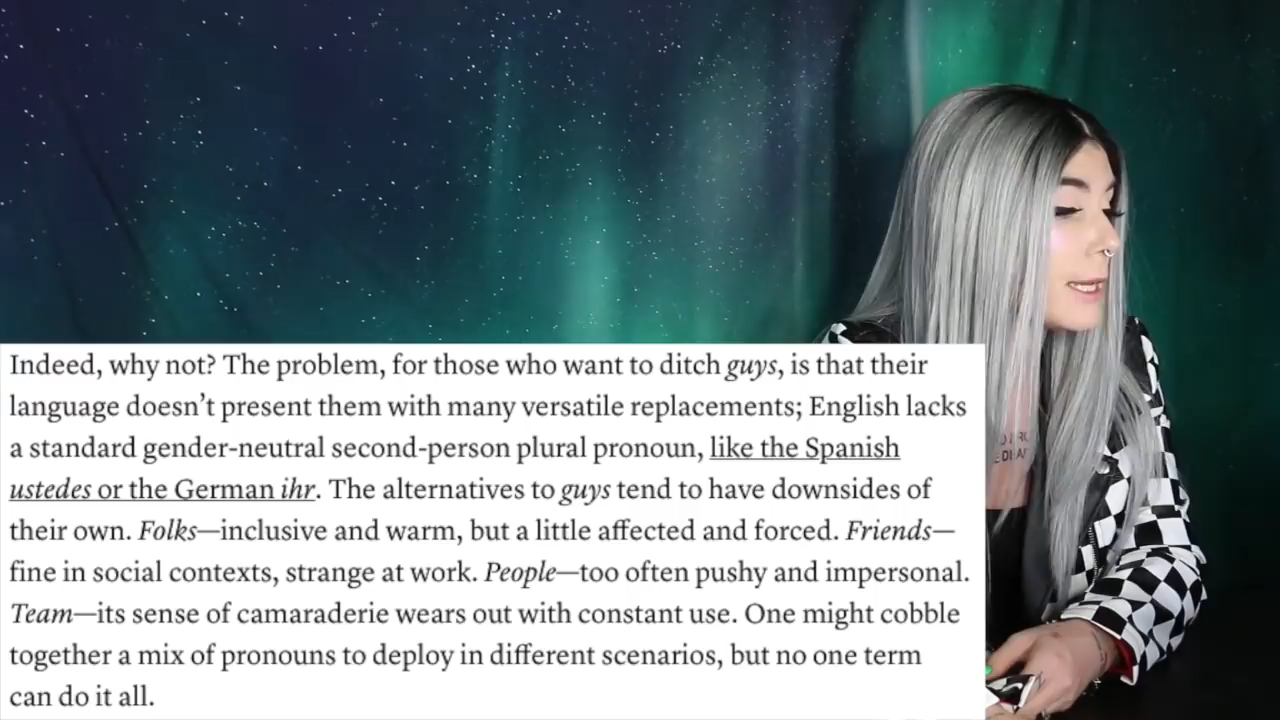 Indeed, why not? The problem, for those who want to ditch guys, is that their
language doesn’t present them with many versatile replacements; English lacks
a standard gender-neutral second-person plural pronoun, like the Spanish
ustedes or the German ihr. The alternatives to guys tend to have downsides of
their own. Folks—inclusive and warm, but a little affected and forced. Friends—
fine in social contexts, strange at work. People—too often pushy and impersonal.
Team—its sense of camaraderie wears out with constant use. One might cobble
together a mix of pronouns to deploy in different scenarios, but no one term
can do it all.